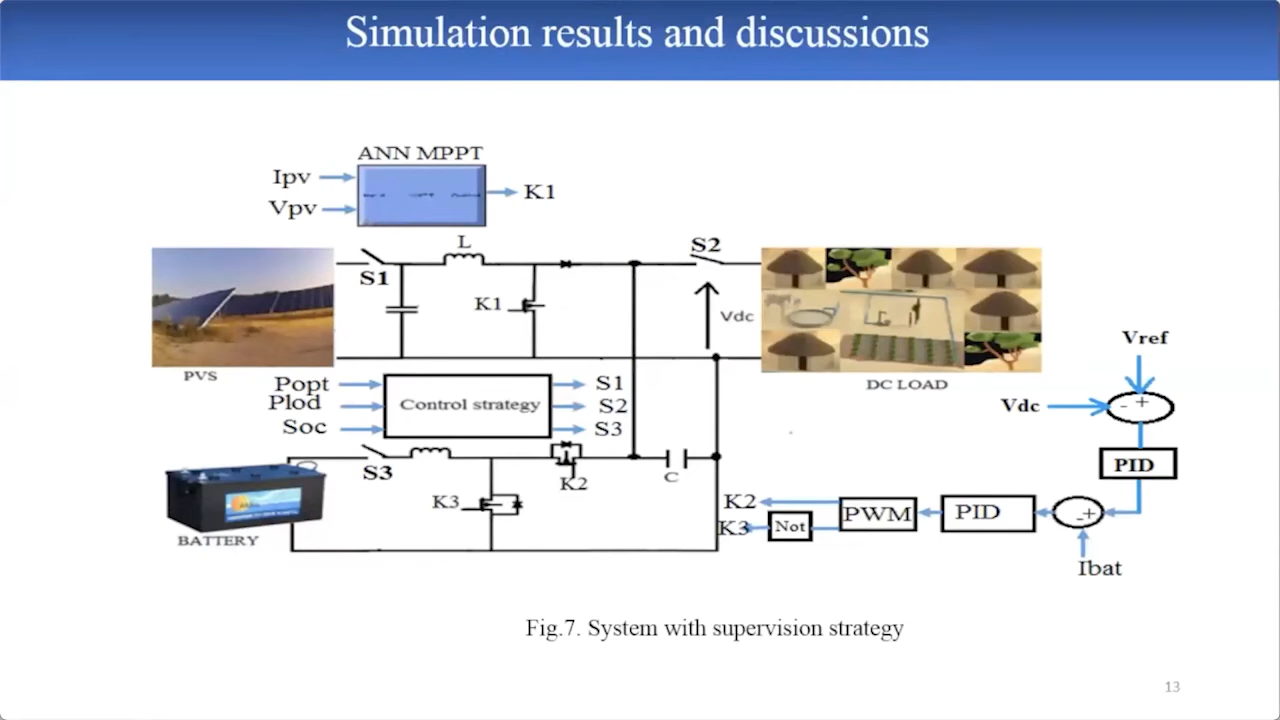 Simulation results and discussions
ANN MPPT
Ipv
Vpv
K1
L
S1
S2
K1
Vdc
PVS
DC LOAD
Vref
Popt
Plod
Soc
Control strategy
S1
S2
S3
Vdc
- +
PID
S3
K2
C
K3
BATTERY
K2
K3
Not
PWM
PID
- +
Ibat
Fig.7. System with supervision strategy
13